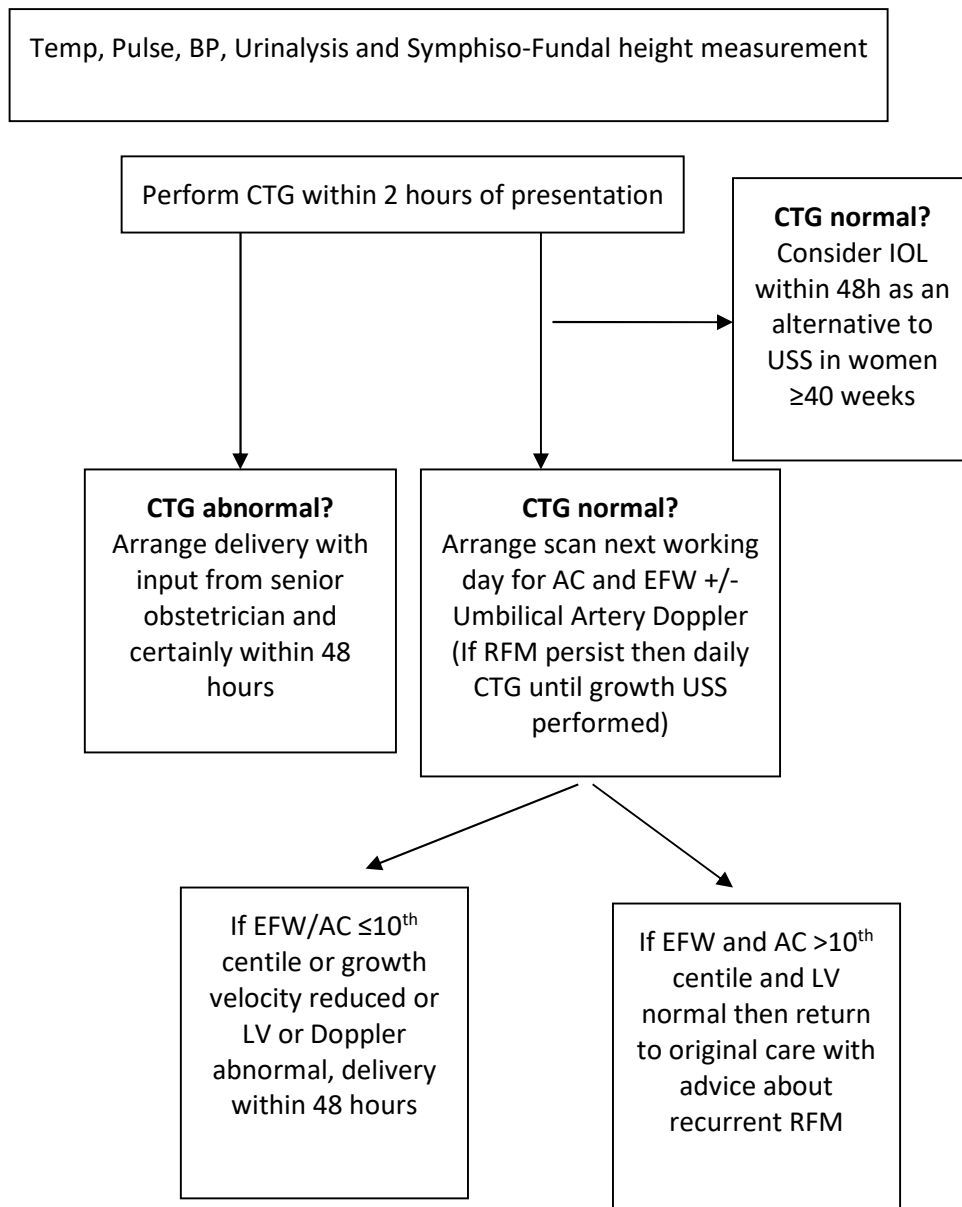 Temp, Pulse, BP, Urinalysis and Symphiso-Fundal height measurement
Perform CTG within 2 hours of presentation
CTG normal?
Consider IOL
within 48h as an
alternative to
USS in women
≥40 weeks
CTG abnormal?
Arrange delivery with
input from senior
obstetrician and
certainly within 48
hours
CTG normal?
Arrange scan next working
day for AC and EFW +/-
Umbilical Artery Doppler
(If RFM persist then daily
CTG until growth USS
performed)
If EFW/AC ≤10th
centile or growth
velocity reduced or
LV or Doppler
abnormal, delivery
within 48 hours
If EFW and AC >10th
centile and LV
normal then return
to original care with
advice about
recurrent RFM